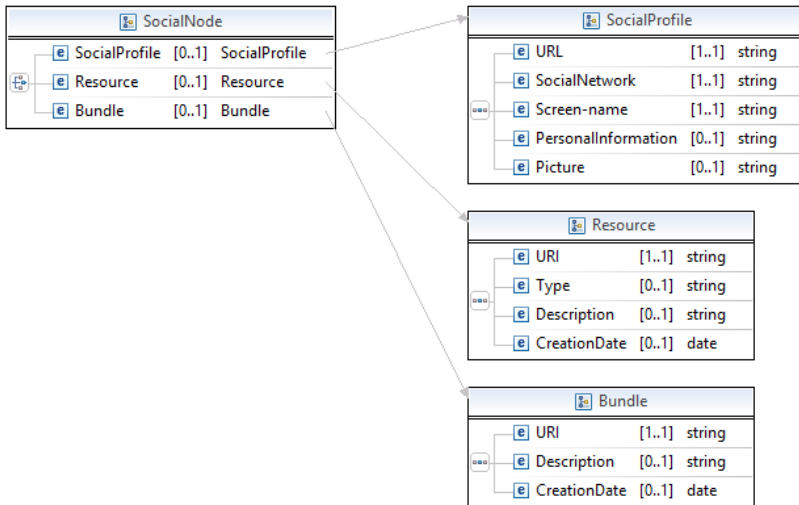 SocialNode
e SocialProfile [0..1] SocialProfile
e Resource [0..1] Resource
e Bundle [0..1] Bundle
SocialProfile
e URL [1..1] string
e SocialNetwork [1..1] string
e Screen-name [1..1] string
e PersonalInformation [0..1] string
e Picture [0..1] string
Resource
e URI [1..1] string
e Type [0..1] string
e Description [0..1] string
e CreationDate [0..1] date
Bundle
e URI [1..1] string
e Description [0..1] string
e CreationDate [0..1] date